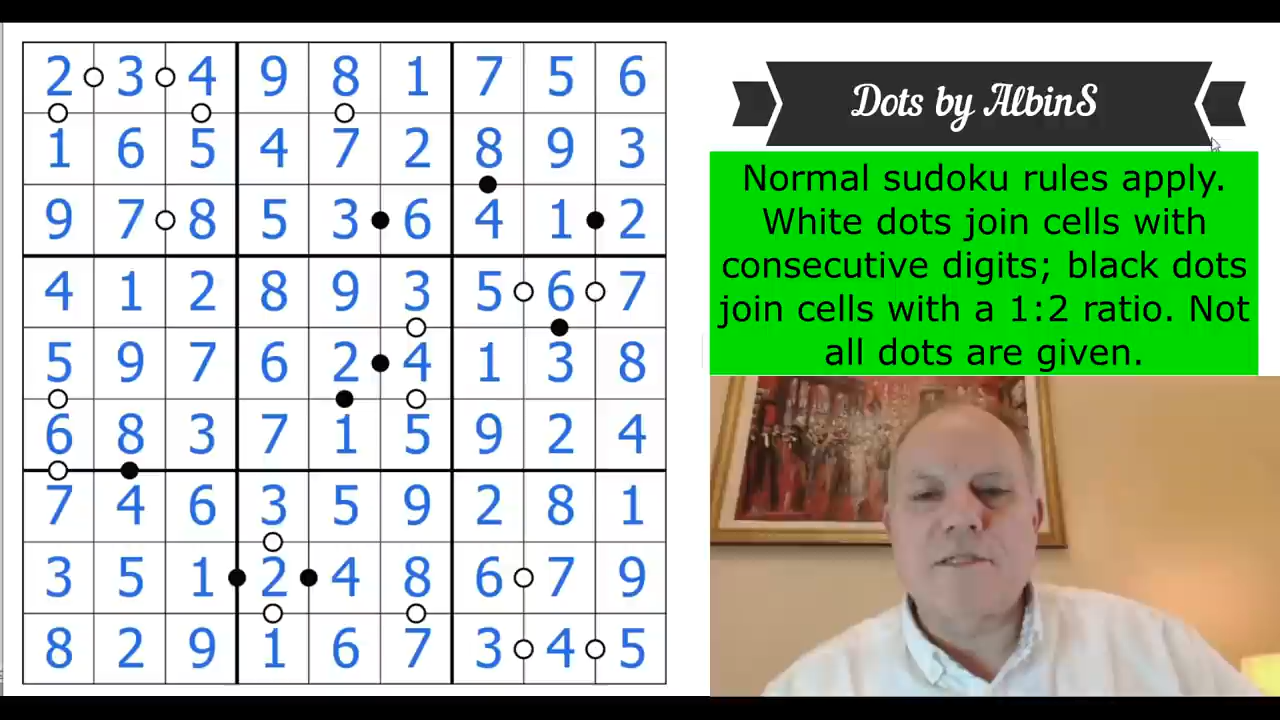 2 3 4 9 8 1 7 5 6
1 6 5 4 7 2 8 9 3
9 7 8 5 3 6 4 1 2
4 1 2 8 9 3 5 6 7
5 9 7 6 2 4 1 3 8
6 8 3 7 1 5 9 2 4
7 4 6 3 5 9 2 8 1
3 5 1 2 4 8 6 7 9
8 2 9 1 6 7 3 4 5
Dots by AlbinS
Normal sudoku rules apply.
White dots join cells with
consecutive digits; black dots
join cells with a 1:2 ratio. Not
all dots are given.